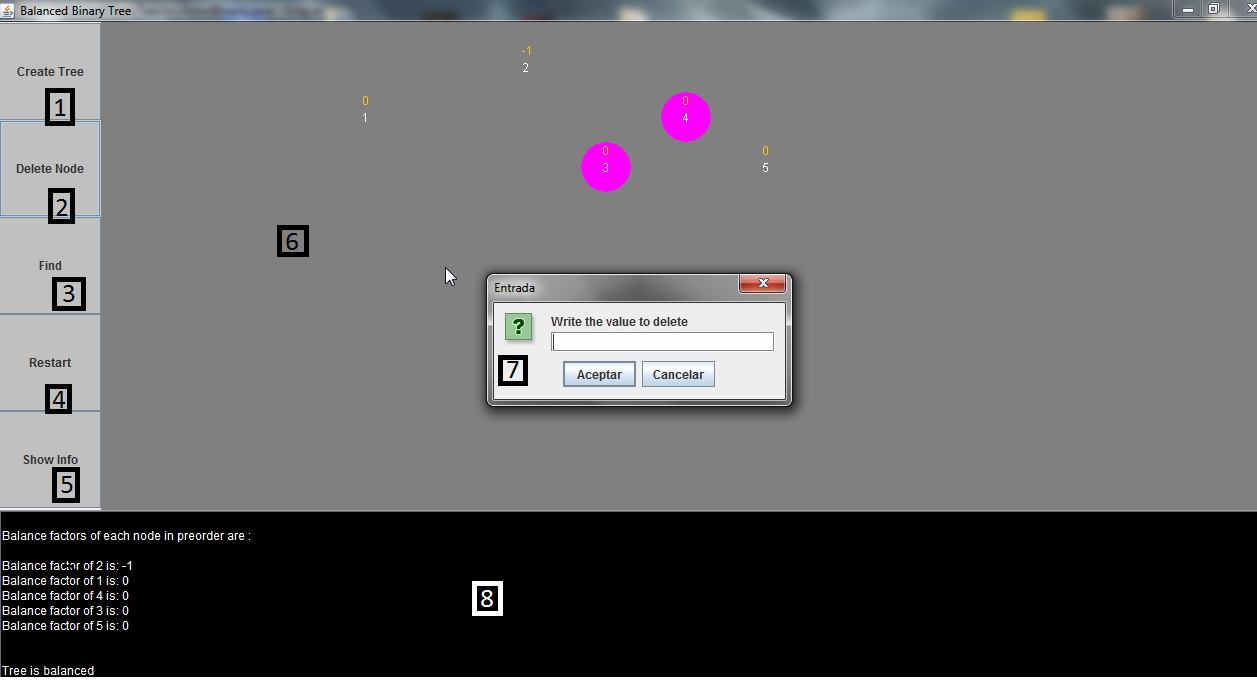 Balanced Binary Tree
Create Tree
1
Delete Node
2
Find
3
Restart
4
Show Info
5
-1
2
0
1
0
4
0
3
0
5
6
Entrada
?
Write the value to delete
7
Aceptar
Cancelar
Balance factors of each node in preorder are :
Balance factor of 2 is: -1
Balance factor of 1 is: 0
Balance factor of 4 is: 0
Balance factor of 3 is: 0
Balance factor of 5 is: 0
8
Tree is balanced